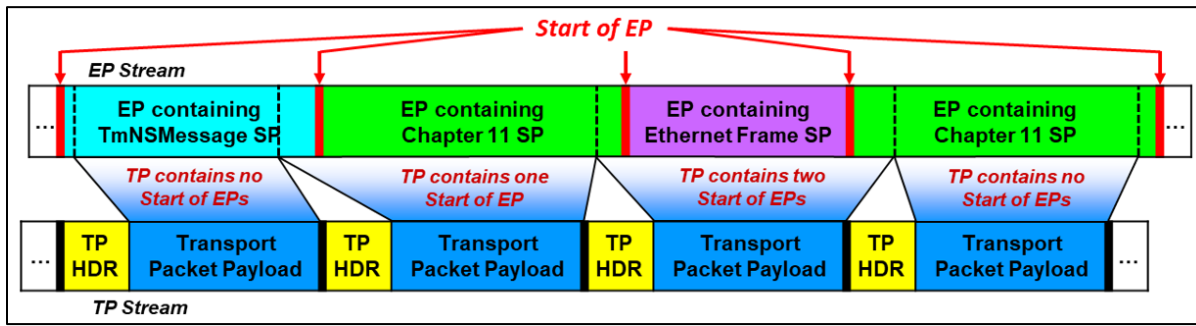 Start of EP
EP Stream
...
EP containing
TmNSMessage SP
EP containing
Chapter 11 SP
EP containing
Ethernet Frame SP
EP containing
Chapter 11 SP
...
TP contains no
Start of EPs
TP contains one
Start of EP
TP contains two
Start of EPs
TP contains no
Start of EPs
...
TP
HDR
Transport
Packet Payload
TP
HDR
Transport
Packet Payload
TP
HDR
Transport
Packet Payload
TP
HDR
Transport
Packet Payload
...
TP Stream